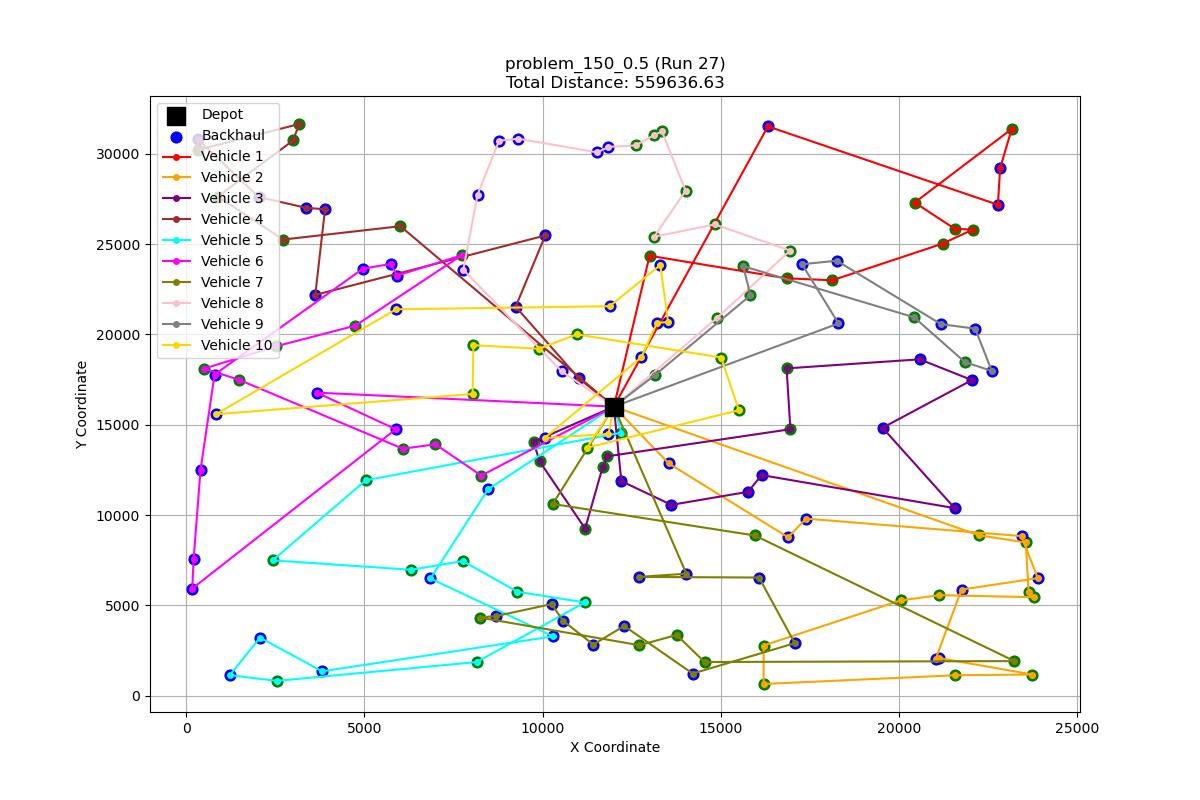 problem_150_0.5 (Run 27)
Total Distance: 559636.63
Depot
Backhaul
Vehicle 1
Vehicle 2
Vehicle 3
Vehicle 4
Vehicle 5
Vehicle 6
Vehicle 7
Vehicle 8
Vehicle 9
Vehicle 10
30000
25000
20000
15000
10000
5000
0
Y Coordinate
0 5000 10000 15000 20000 25000
X Coordinate